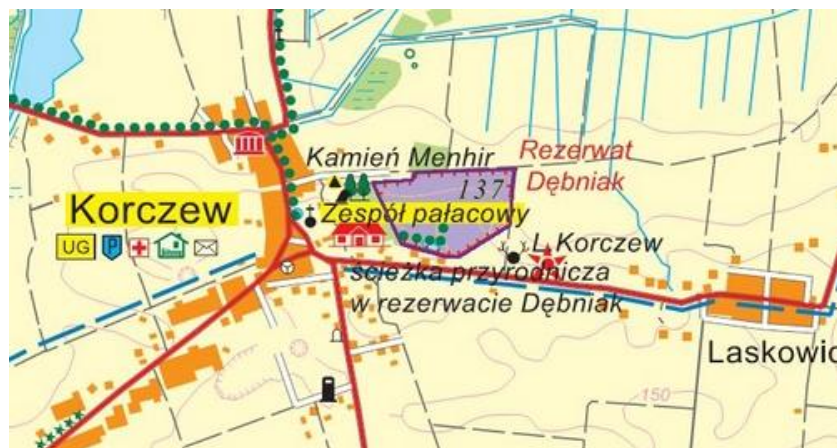 Kamień Menhir
Rezerwat
Dębniak
137
Korczew
Zespół pałacowy
UG
P
L. Korczew
ścieżka przyrodnicza
w rezerwacie Dębniak
Laskowic
150